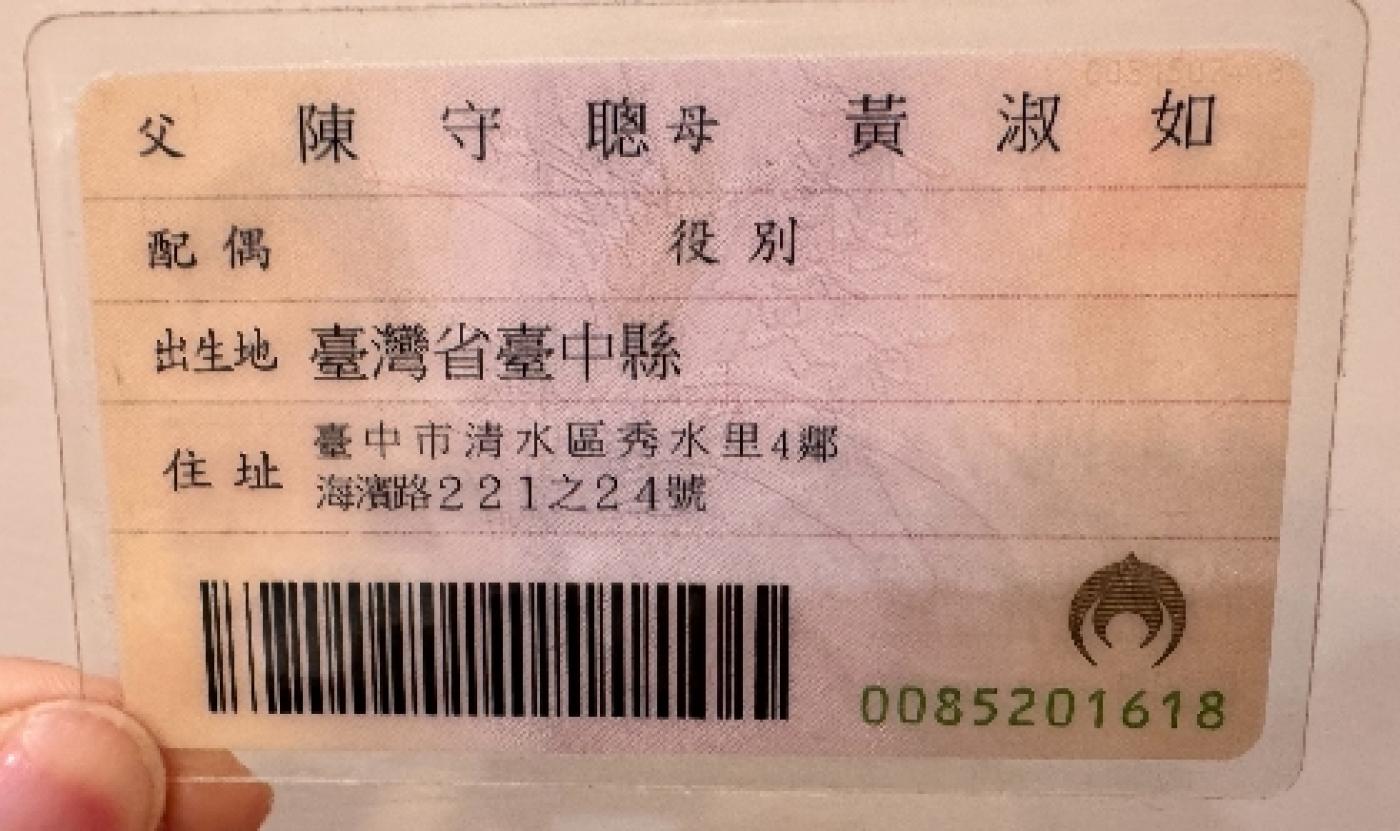 父 陳守聰 母 黃淑如
配偶 役別
出生地 臺灣省臺中縣
住址 臺中市清水區秀水里4鄰
海濱路221之24號
0085201618